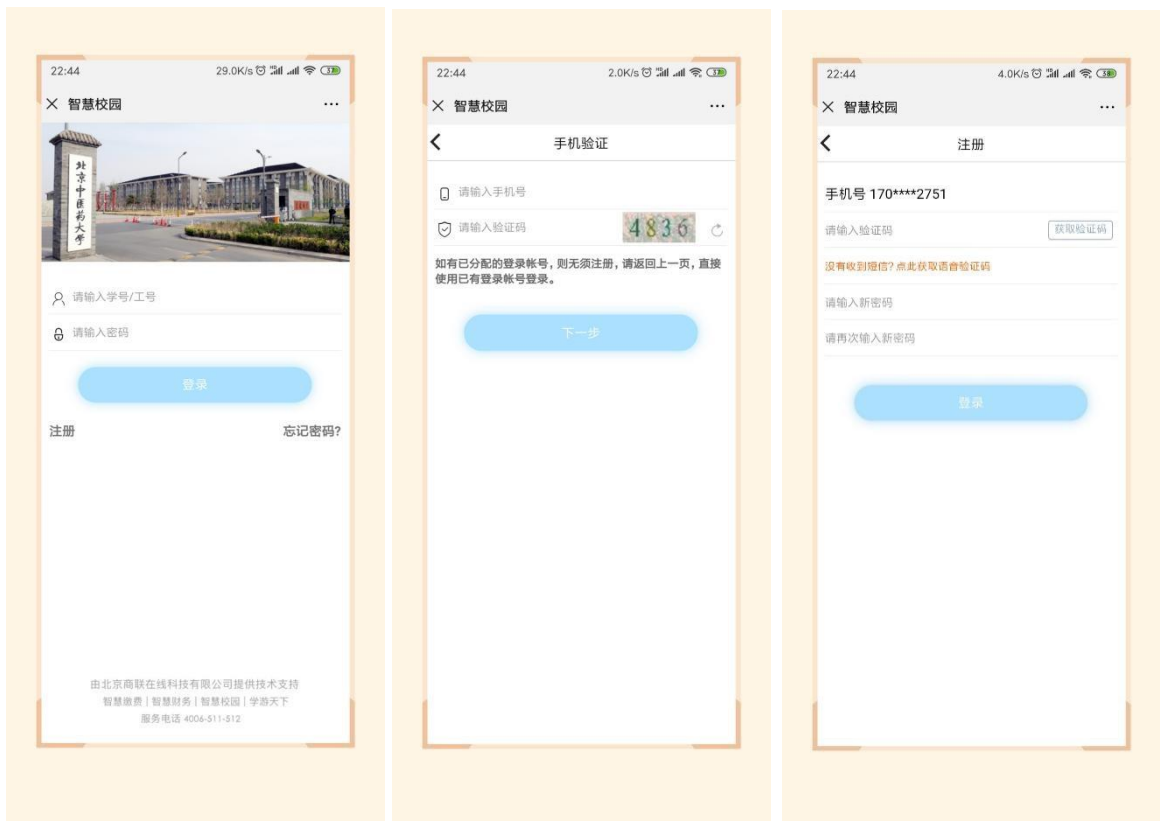 22:44
29.0K/s
智慧校园
北京中医药大学
请输入学号/工号
请输入密码
登录
注册
忘记密码?
由北京商联在线科技有限公司提供技术支持
智慧缴费 | 智慧财务 | 智慧校园 | 学游天下
服务电话 4006-511-512
22:44
2.0K/s
智慧校园
手机验证
请输入手机号
请输入验证码
4836
如有已分配的登录帐号，则无须注册，请返回上一页，直接
使用已有登录帐号登录。
下一步
22:44
4.0K/s
智慧校园
注册
手机号 170****2751
请输入验证码
获取验证码
没有收到短信? 点此获取语音验证码
请输入新密码
请再次输入新密码
登录